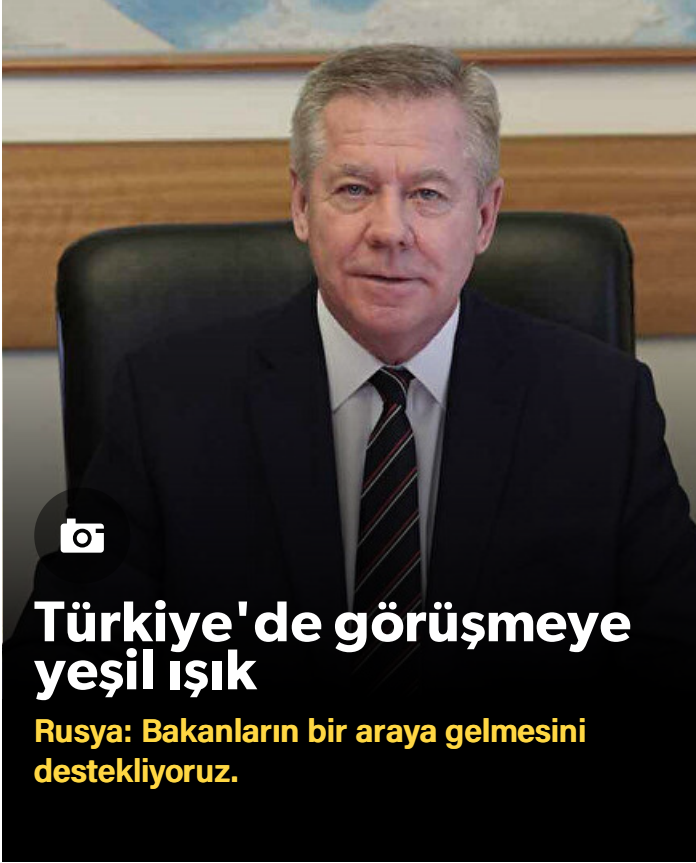 Türkiye'de görüşmeye
yeşil ışık
Rusya: Bakanların bir araya gelmesini
destekliyoruz.